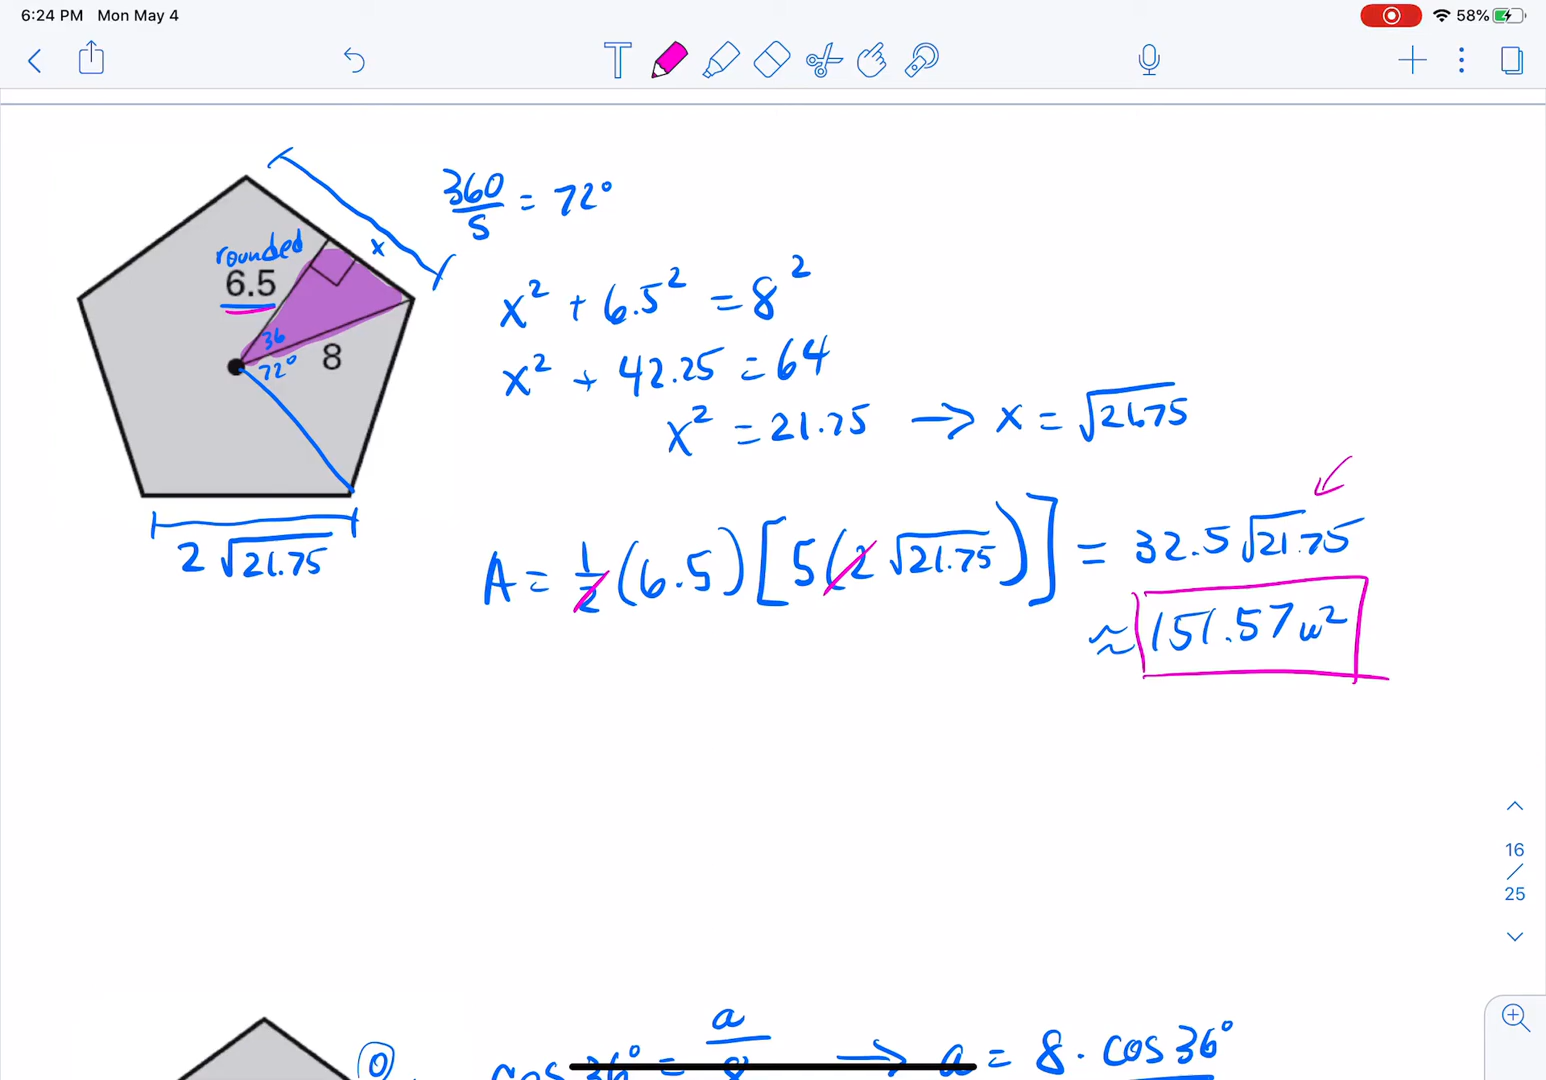 6:24 PM Mon May 4
58%
T
360/5 = 72°
x
rounded
6.5
36
72°
8
2 √21.75
x² + 6.5² = 8²
x² + 42.25 = 64
x² = 21.75 → x = √21.75
A = 1/2 (6.5) [5(2 √21.75)] = 32.5 √21.75
≈ 151.57 u²
16
/
25
cos 36° = a/8 → a = 8 · cos 36°